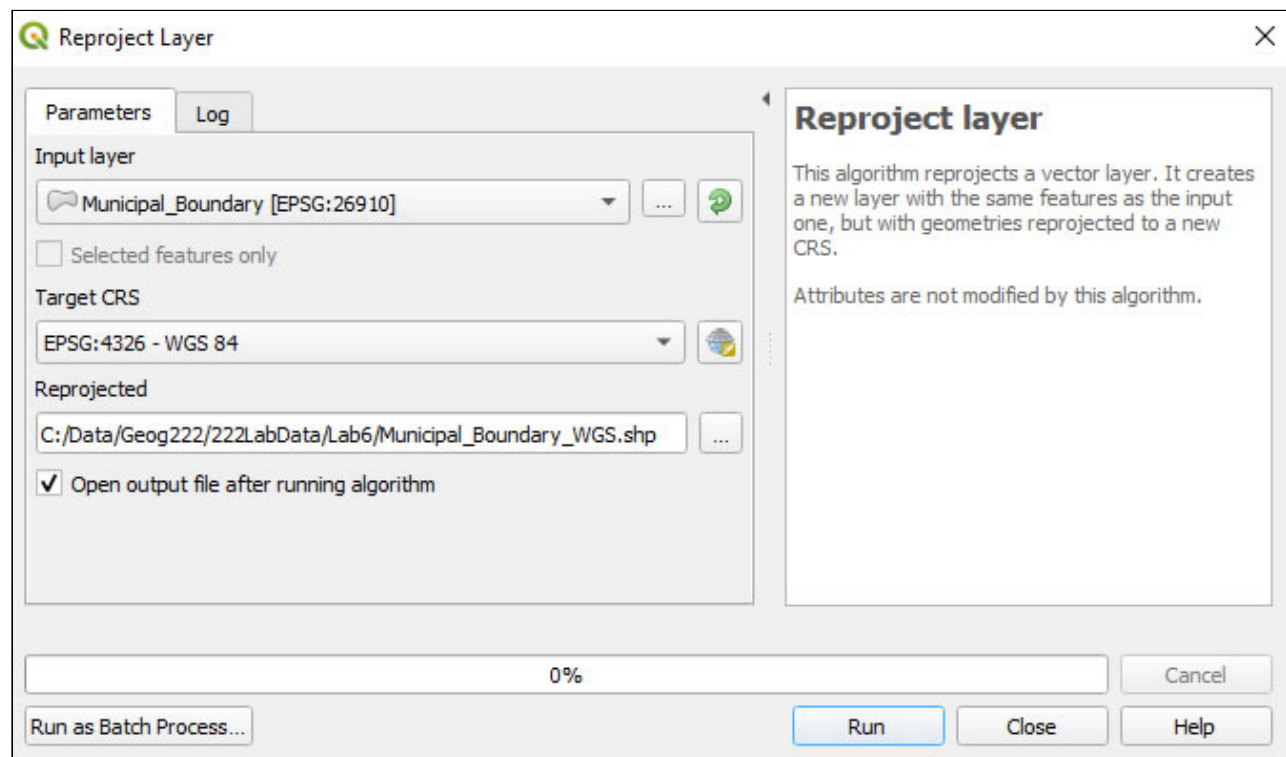 Reproject Layer
Parameters
Log
Input layer
Municipal_Boundary [EPSG:26910]
...
Selected features only
Target CRS
EPSG:4326 - WGS 84
Reprojected
C:/Data/Geog222/222LabData/Lab6/Municipal_Boundary_WGS.shp
...
Open output file after running algorithm
Reproject layer
This algorithm reprojects a vector layer. It creates
a new layer with the same features as the input
one, but with geometries reprojected to a new
CRS.
Attributes are not modified by this algorithm.
0%
Cancel
Run as Batch Process...
Run
Close
Help